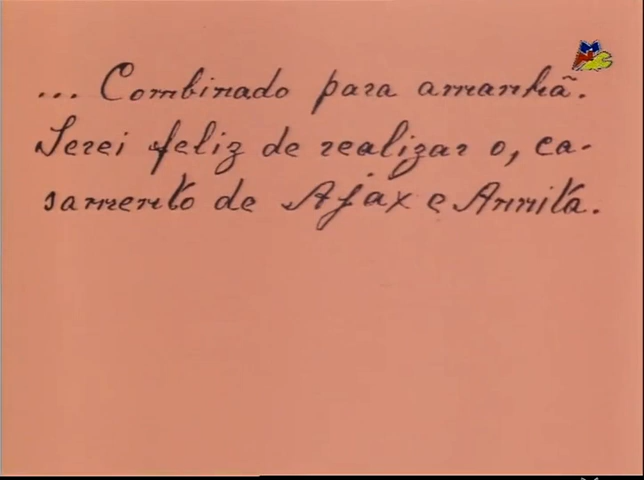 ... Combinado para amanhã.
Serei feliz de realizar o, ca-
samento de Ajax e Annita.